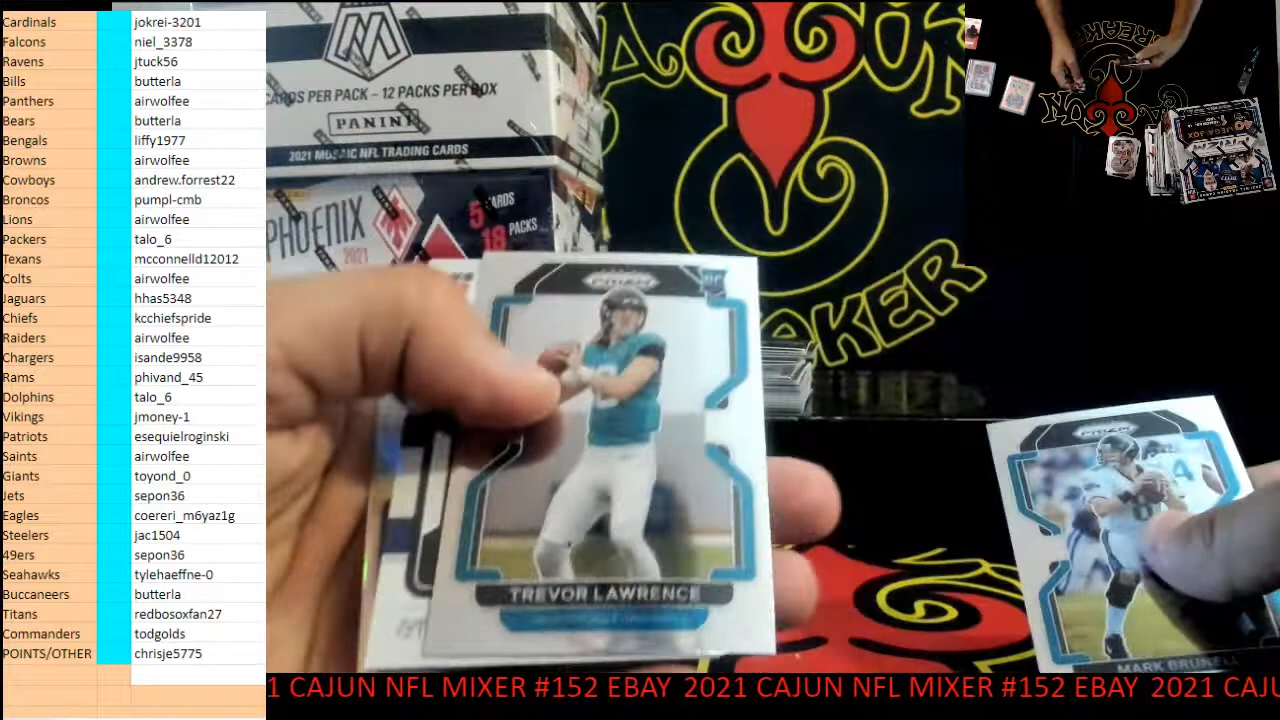 Cardinals jokrei-3201
Falcons niel_3378
Ravens jtuck56
Bills butterla
Panthers airwolfee
Bears butterla
Bengals liffy1977
Browns airwolfee
Cowboys andrew.forrest22
Broncos pumpl-cmb
Lions airwolfee
Packers talo_6
Texans mcconnelld12012
Colts airwolfee
Jaguars hhas5348
Chiefs kcchiefspride
Raiders airwolfee
Chargers isande9958
Rams phivand_45
Dolphins talo_6
Vikings jmoney-1
Patriots esequielroginski
Saints airwolfee
Giants toyond_0
Jets sepon36
Eagles coereri_m6yaz1g
Steelers jac1504
49ers sepon36
Seahawks tylehaeffne-0
Buccaneers butterla
Titans redbosoxfan27
Commanders todgolds
POINTS/OTHER chrisje5775
CARDS PER PACK – 12 PACKS PER BOX
PANINI
2021 MOSAIC NFL TRADING CARDS
PHOENIX
2021
5 CARDS
18 PACKS
PRIZM
TREVOR LAWRENCE
PRIZM
MARK BRUNELL
1 CAJUN NFL MIXER #152 EBAY 2021 CAJUN NFL MIXER #152 EBAY 2021 CAJU